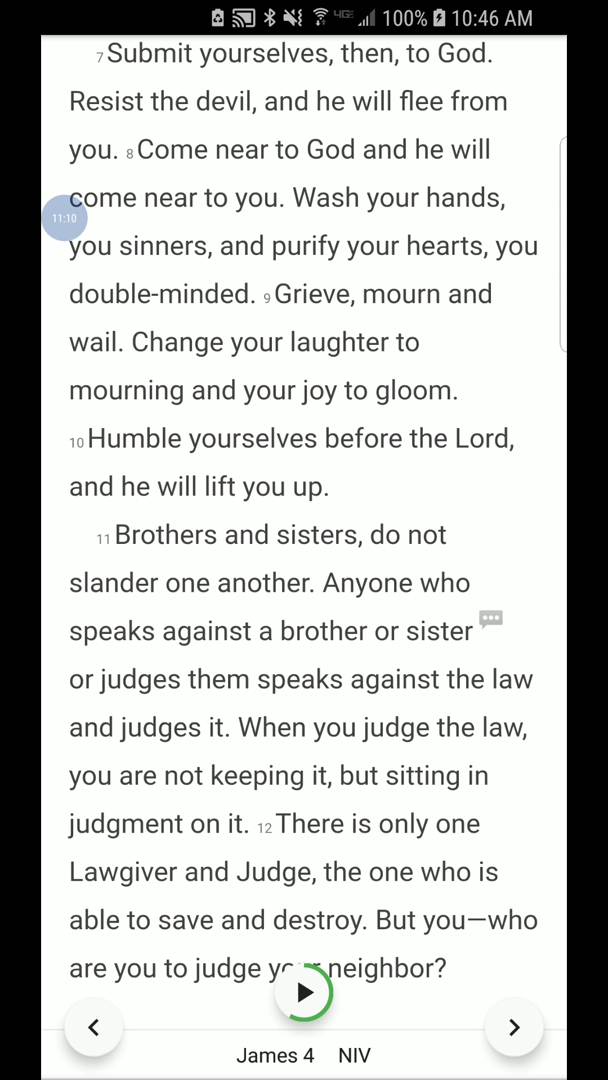 4GE 100% 10:46 AM
7 Submit yourselves, then, to God.
Resist the devil, and he will flee from
you. 8 Come near to God and he will
come near to you. Wash your hands,
11:10
you sinners, and purify your hearts, you
double-minded. 9 Grieve, mourn and
wail. Change your laughter to
mourning and your joy to gloom.
10 Humble yourselves before the Lord,
and he will lift you up.
11 Brothers and sisters, do not
slander one another. Anyone who
speaks against a brother or sister
or judges them speaks against the law
and judges it. When you judge the law,
you are not keeping it, but sitting in
judgment on it. 12 There is only one
Lawgiver and Judge, the one who is
able to save and destroy. But you—who
are you to judge your neighbor?
James 4 NIV